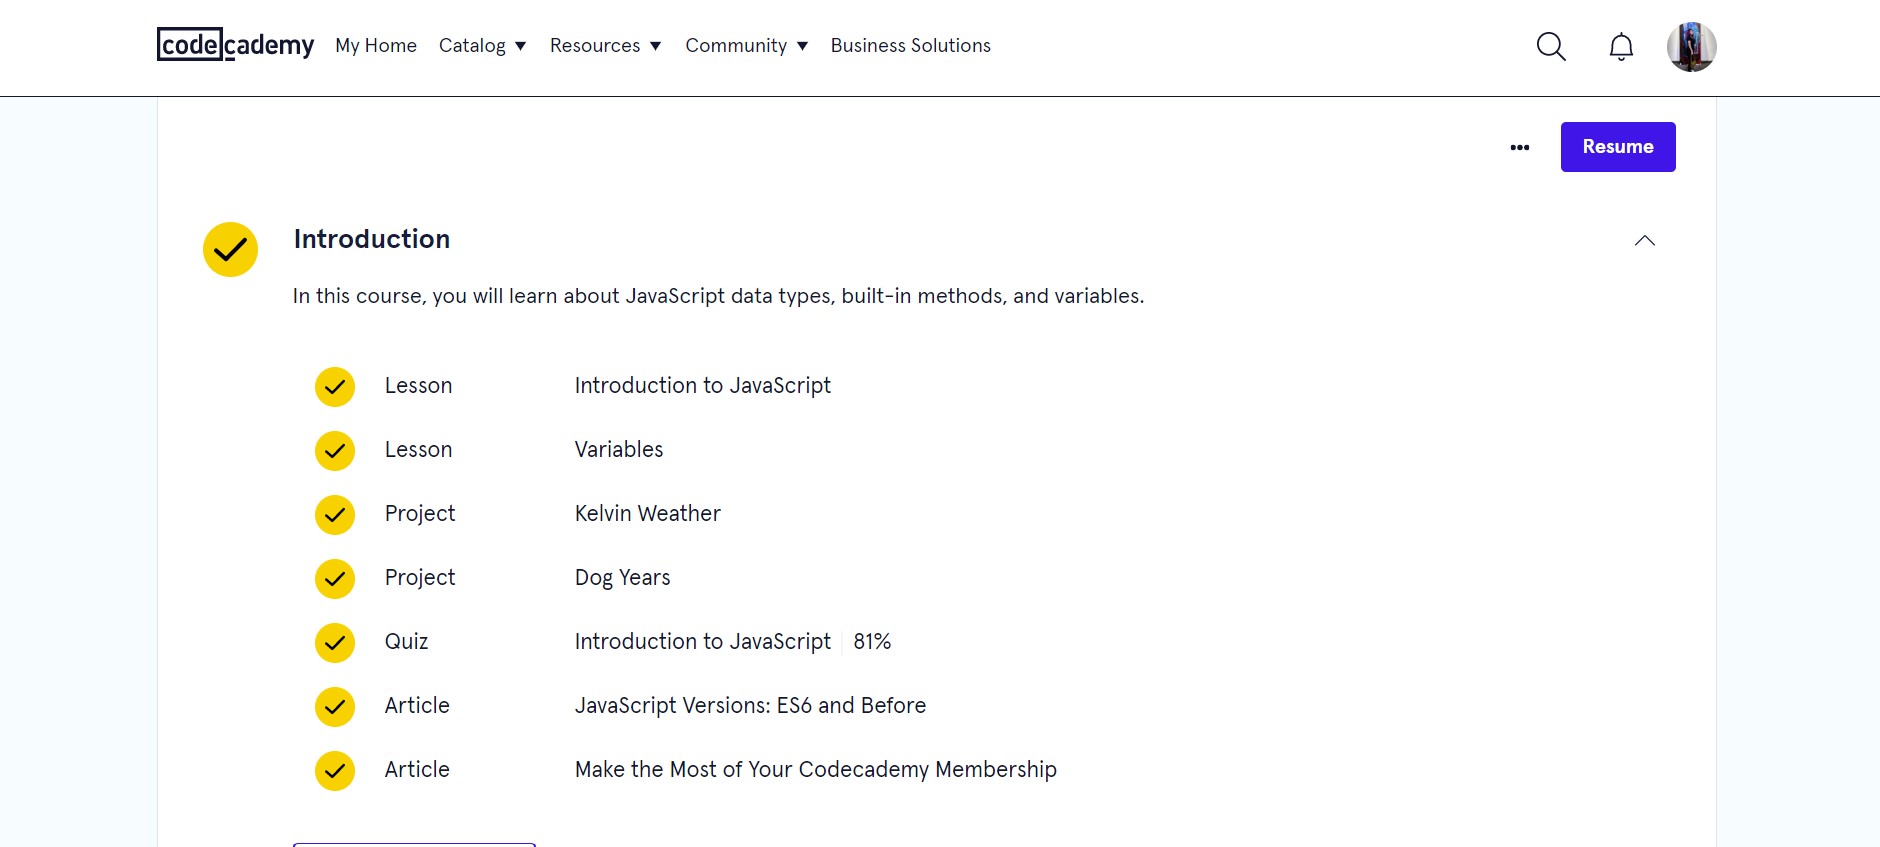 codecademy My Home Catalog Resources Community Business Solutions
Resume
Introduction
In this course, you will learn about JavaScript data types, built-in methods, and variables.
Lesson Introduction to JavaScript
Lesson Variables
Project Kelvin Weather
Project Dog Years
Quiz Introduction to JavaScript 81%
Article JavaScript Versions: ES6 and Before
Article Make the Most of Your Codecademy Membership